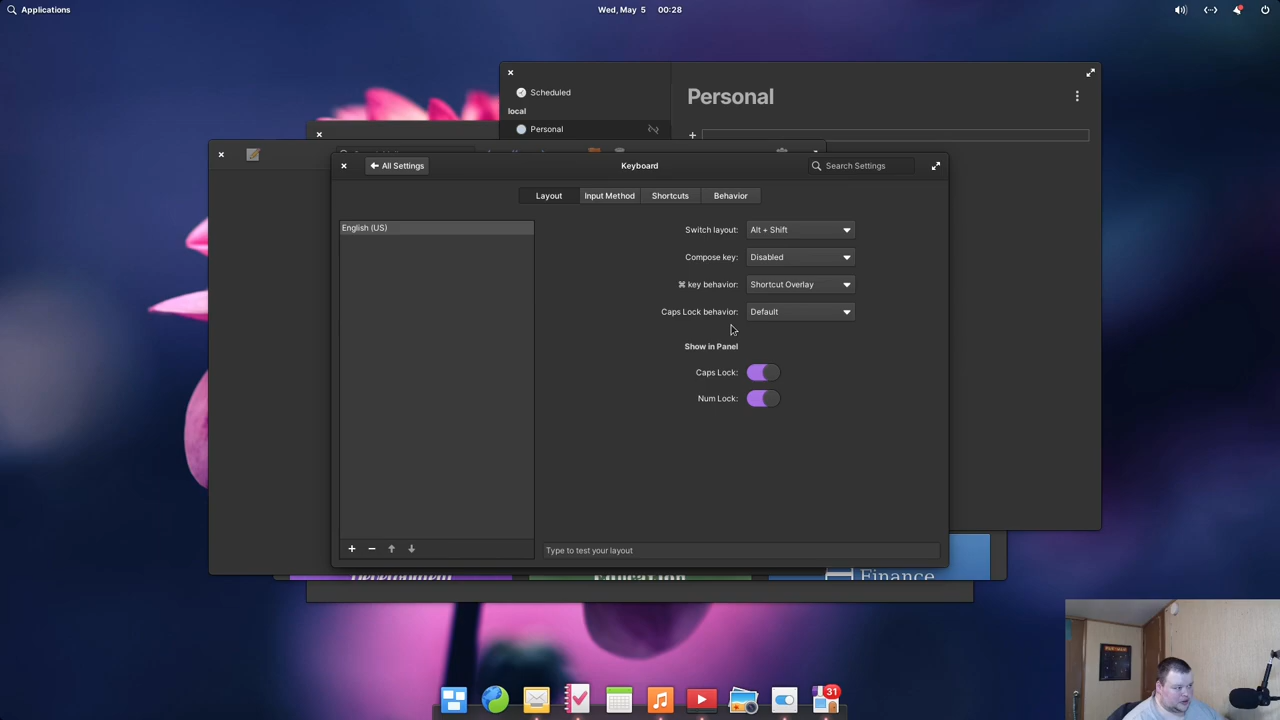 Applications
Wed, May 5 00:28
Scheduled
local
Personal
Personal
All Settings
Keyboard
Search Settings
Layout
Input Method
Shortcuts
Behavior
English (US)
Switch layout: Alt + Shift
Compose key: Disabled
⌘ key behavior: Shortcut Overlay
Caps Lock behavior: Default
Show in Panel
Caps Lock:
Num Lock:
Type to test your layout
Development
Education
Finance
31